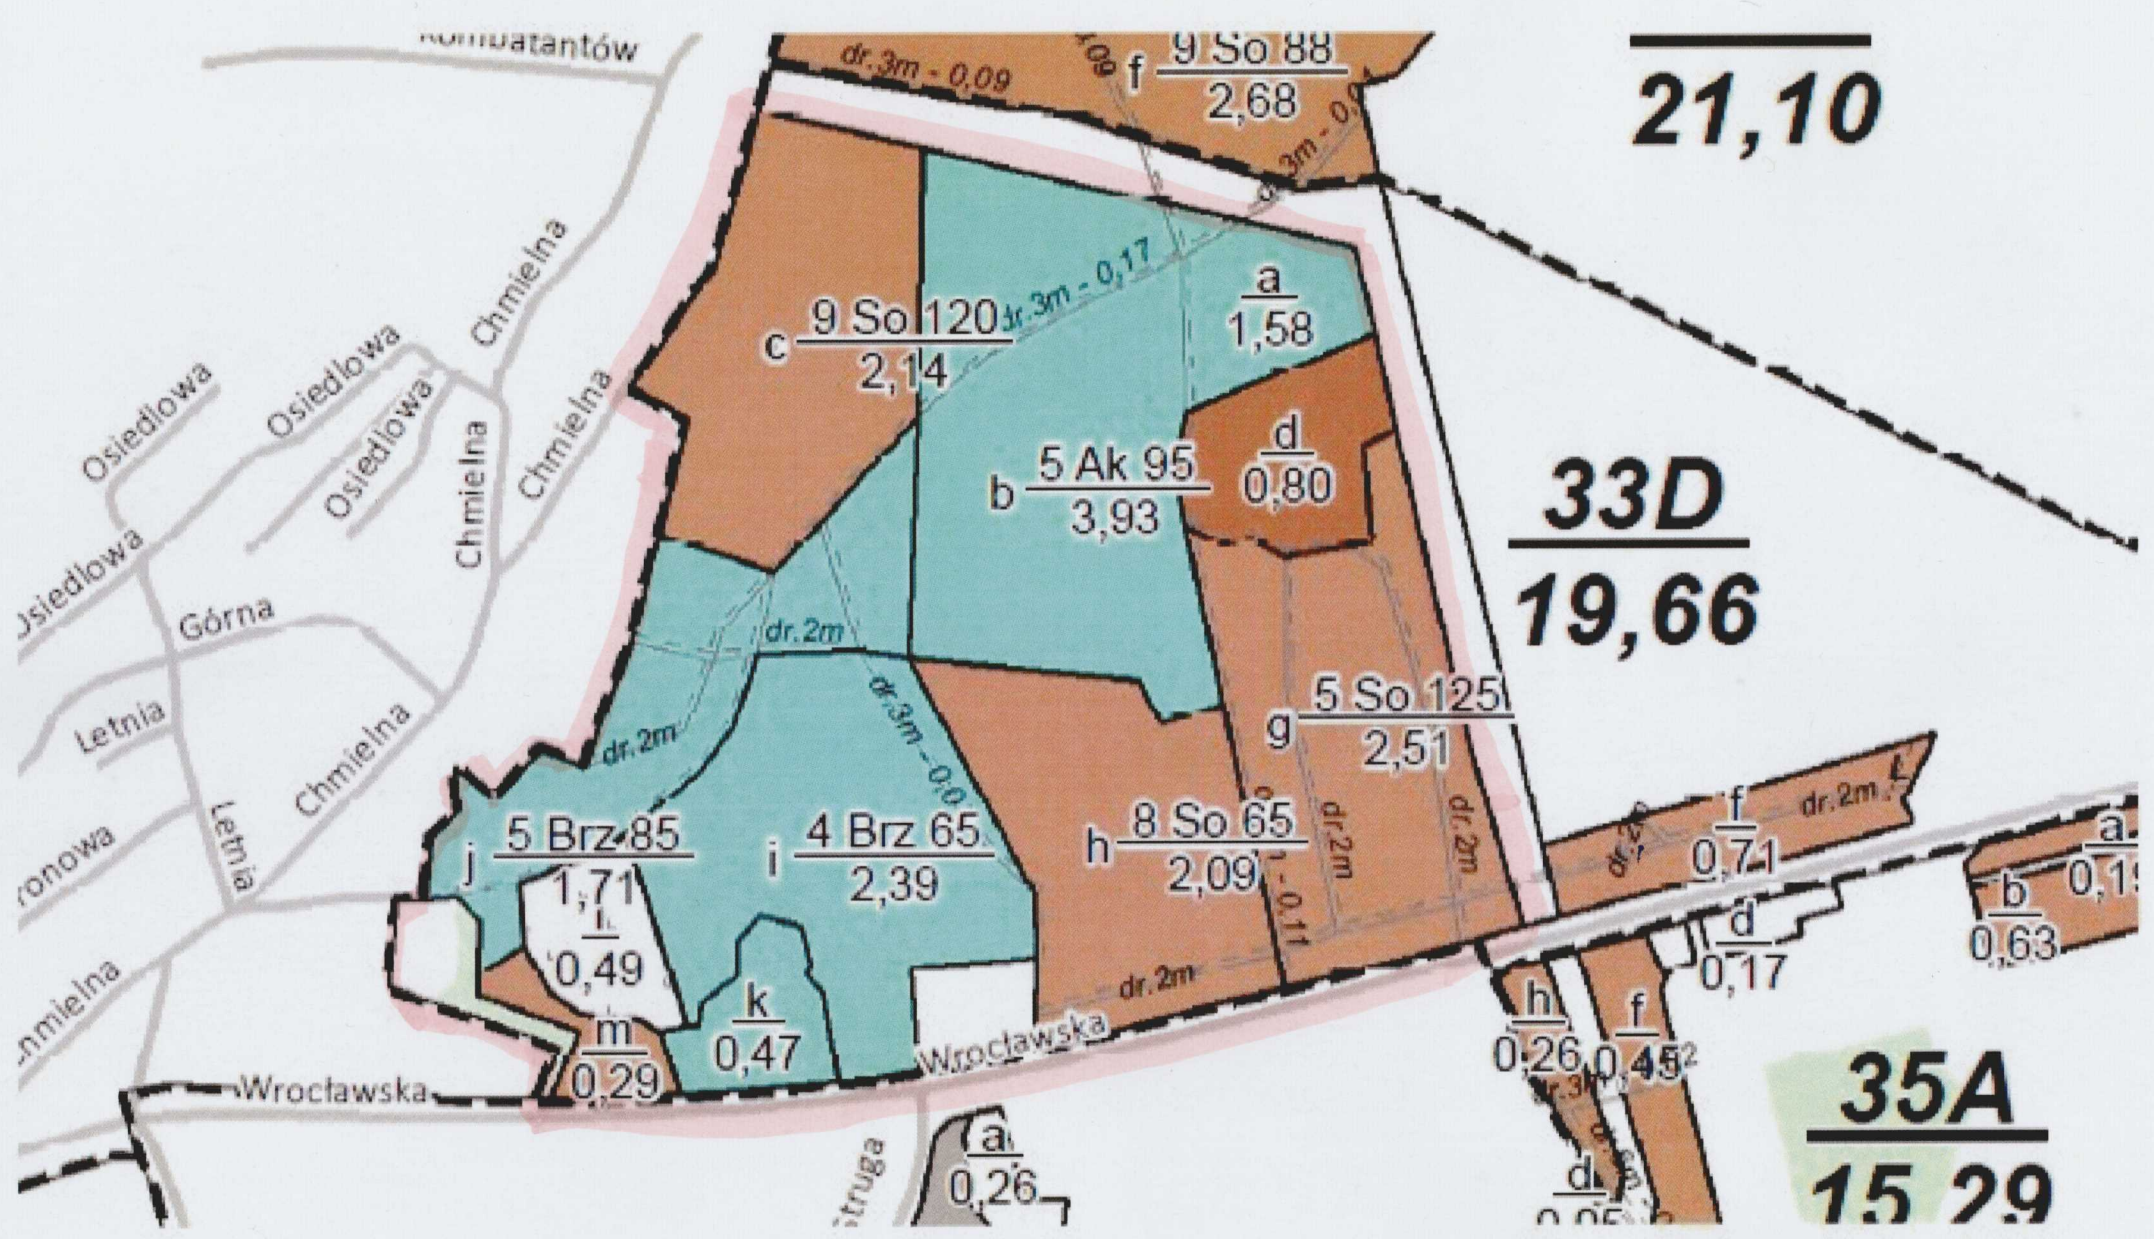 dr.3m - 0,09
f
9 So 88
2,68
21,10
Chmielna
Osiedlowa
Osiedlowa
Osiedlowa
Chmielna
Chmielna
Osiedlowa
Górna
Letnia
Chmielna
Letnia
c
9 So 120
2,14
dr.3m - 0,17
a
1,58
b
5 Ak 95
3,93
d
0,80
33D
19,66
dr.2m
dr.2m
dr.3m - 0,0
g
5 So 125
2,51
j
5 Brz 85
1,71
i
4 Brz 65
2,39
h
8 So 65
2,09
dr.2m
dr.2m
f
0,71
dr.2m
dr.2m
a
b
0,63
d
0,17
0,49
k
0,47
m
0,29
dr.2m
Wrocławska
Wrocławska
h
0,26
f
0,45
35A
15,29
a
0,26
d